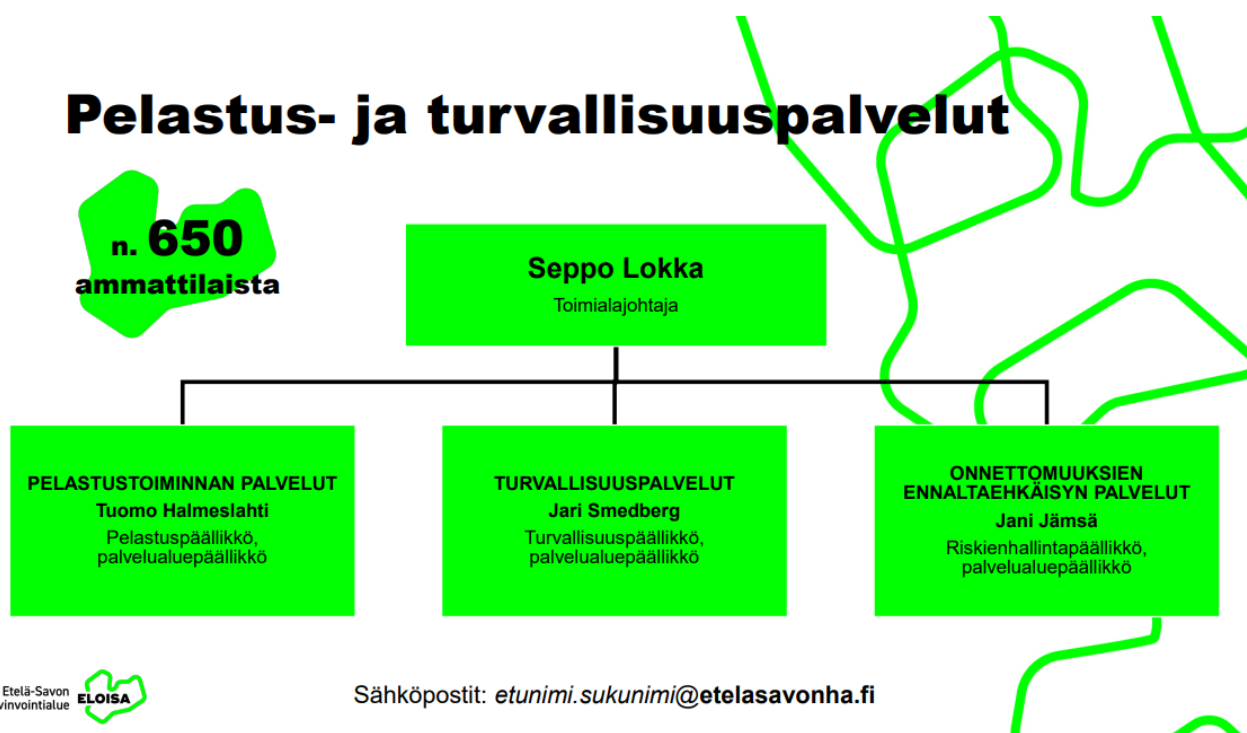 Pelastus- ja turvallisuuspalvelut
n. 650
ammattilaista
Seppo Lokka
Toimialajohtaja
PELASTUSTOIMINNAN PALVELUT
Tuomo Halmeslahti
Pelastuspäällikkö,
palvelualuepäällikkö
TURVALLISUUSPALVELUT
Jari Smedberg
Turvallisuuspäällikkö,
palvelualuepäällikkö
ONNETTOMUUKSIEN
ENNALTAEHKÄISYN PALVELUT
Jani Jämsä
Riskienhallintapäällikkö,
palvelualuepäällikkö
Etelä-Savon
vinvointialue
ELOISA
Sähköpostit: etunimi.sukunimi@etelasavonha.fi